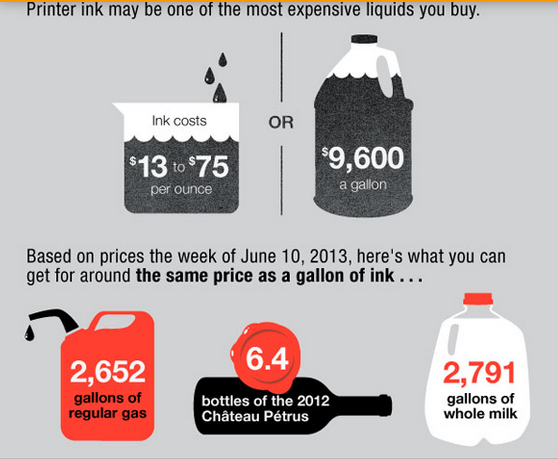 Printer ink may be one of the most expensive liquids you buy.
Ink costs
$13 to $75
per ounce
OR
$9,600
a gallon
Based on prices the week of June 10, 2013, here's what you can
get for around the same price as a gallon of ink . . .
2,652
gallons of
regular gas
6.4
bottles of the 2012
Château Pétrus
2,791
gallons of
whole milk